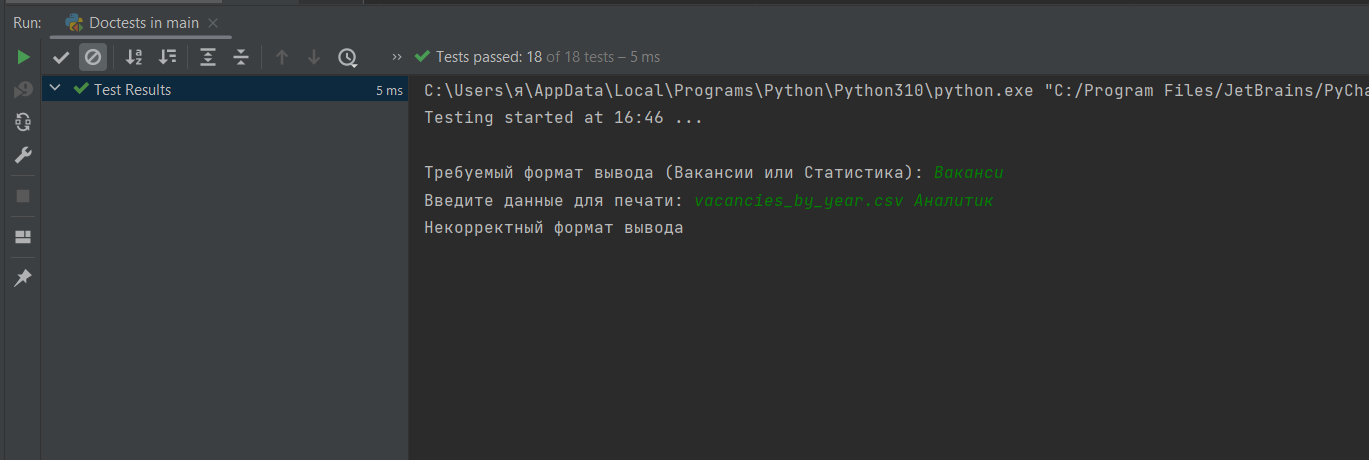 Run: Doctests in main
Tests passed: 18 of 18 tests – 5 ms
Test Results 5 ms
C:\Users\я\AppData\Local\Programs\Python\Python310\python.exe "C:/Program Files/JetBrains/PyCha
Testing started at 16:46 ...
Требуемый формат вывода (Вакансии или Статистика): Ваканси
Введите данные для печати: vacancies_by_year.csv Аналитик
Некорректный формат вывода